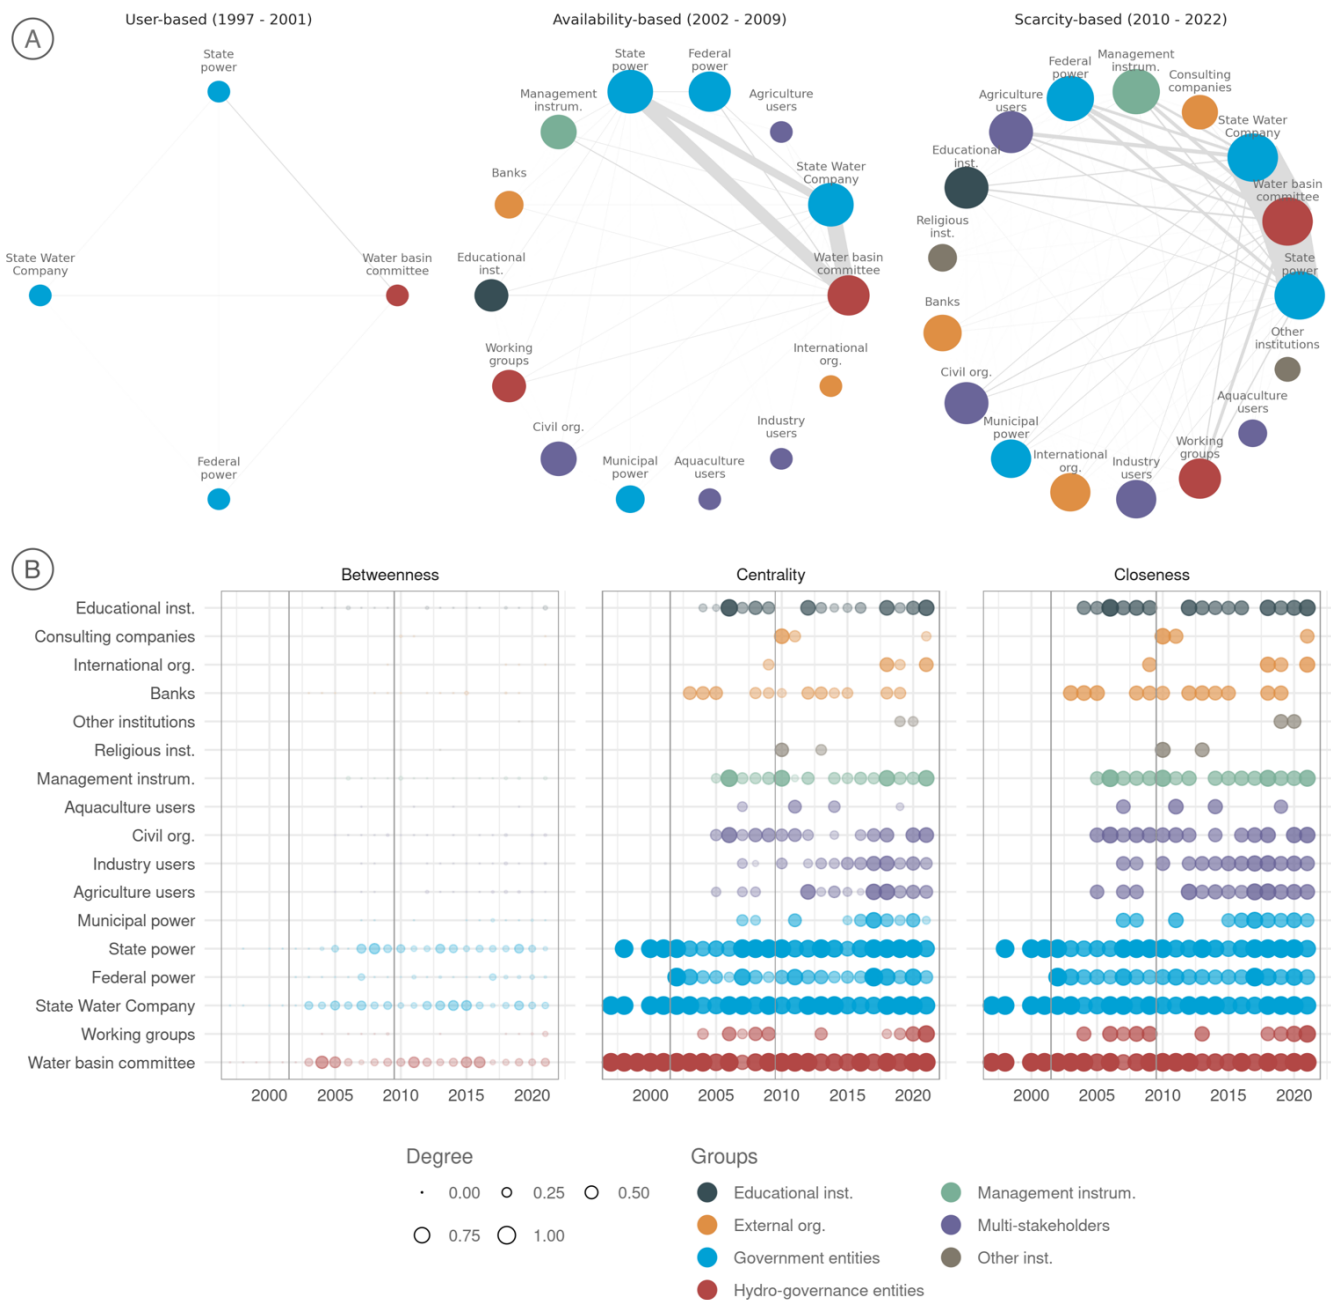 A
User-based (1997 - 2001)
Availability-based (2002 - 2009)
Scarcity-based (2010 - 2022)
State
power
State Water
Company
Water basin
committee
Federal
power
State
power
Federal
power
Management
instrum.
Agriculture
users
Banks
State Water
Company
Educational
inst.
Water basin
committee
Working
groups
International
org.
Civil org.
Industry
users
Municipal
power
Aquaculture
users
Management
instrum.
Federal
power
Consulting
companies
Agriculture
users
State Water
Company
Educational
inst.
Water basin
committee
Religious
inst.
State
power
Banks
Other
institutions
Civil org.
Aquaculture
users
Municipal
power
Working
groups
International
org.
Industry
users
B
Betweenness
Centrality
Closeness
Educational inst.
Consulting companies
International org.
Banks
Other institutions
Religious inst.
Management instrum.
Aquaculture users
Civil org.
Industry users
Agriculture users
Municipal power
State power
Federal power
State Water Company
Working groups
Water basin committee
2000 2005 2010 2015 2020
2000 2005 2010 2015 2020
2000 2005 2010 2015 2020
Degree
0.00 0.25 0.50
0.75 1.00
Groups
Educational inst.
External org.
Government entities
Hydro-governance entities
Management instrum.
Multi-stakeholders
Other inst.